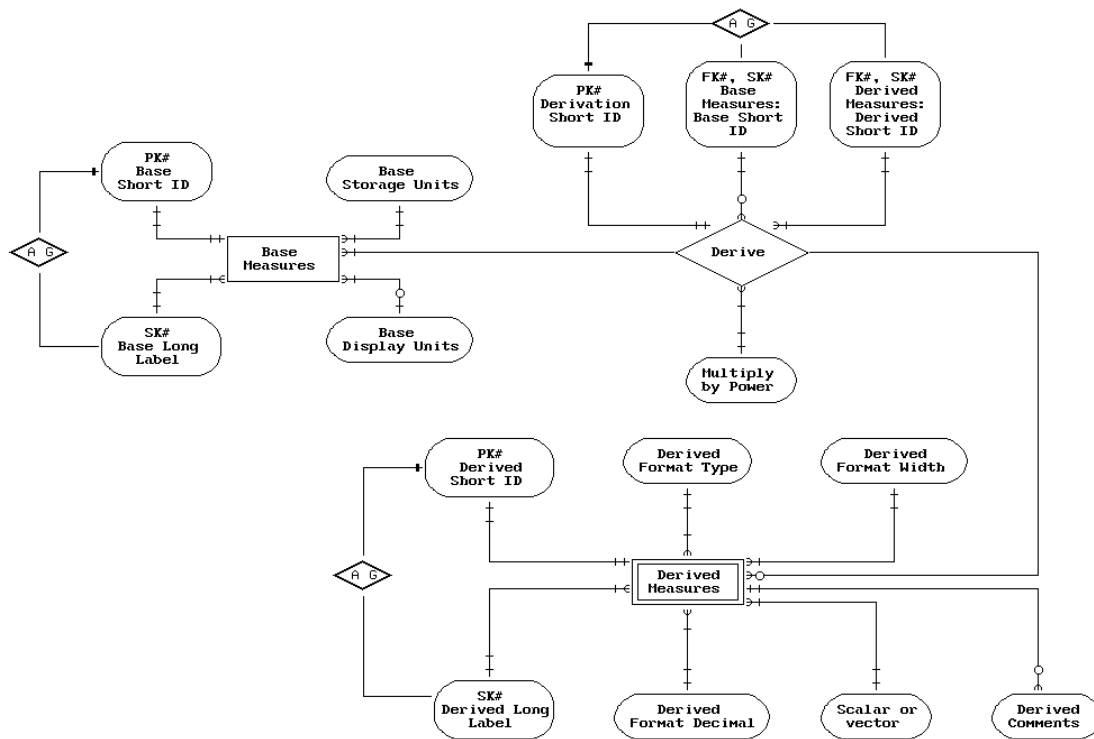 A G
PK#
Derivation
Short ID
FK#, SK#
Base
Measures:
Base Short
ID
FK#, SK#
Derived
Measures:
Derived
Short ID
PK#
Base
Short ID
Base
Storage Units
A G
Base
Measures
Derive
SK#
Base Long
Label
Base
Display Units
Multiply
by Power
PK#
Derived
Short ID
Derived
Format Type
Derived
Format Width
A G
Derived
Measures
SK#
Derived Long
Label
Derived
Format Decimal
Scalar or
vector
Derived
Comments